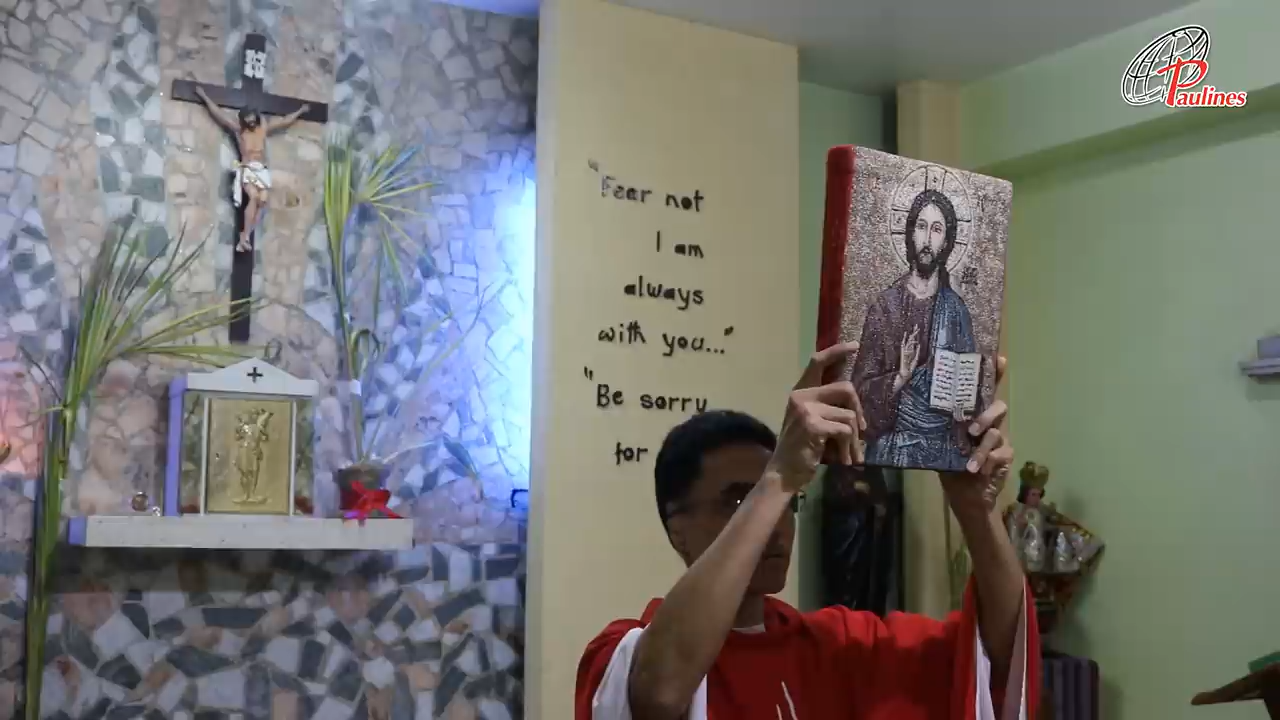 "Fear not
I am
always
with you..."
"Be sorry
for
Paulines